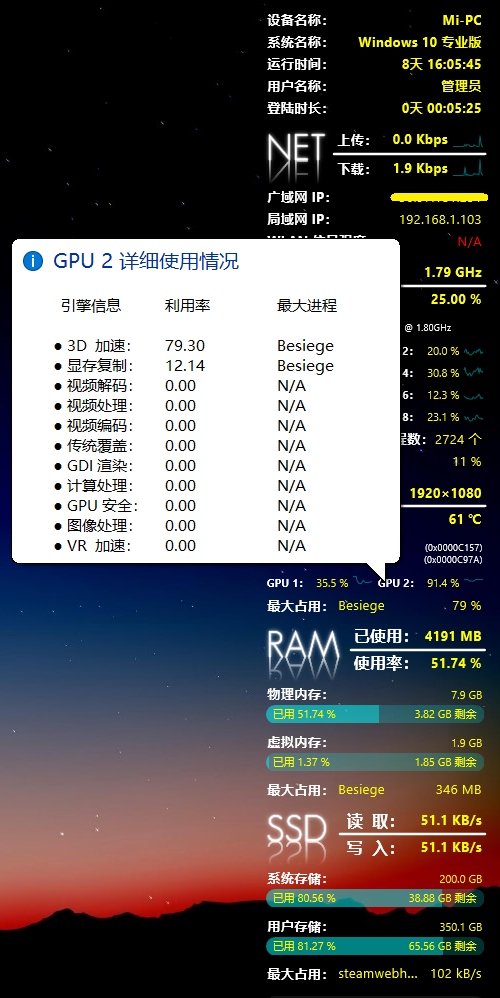 设备名称： Mi-PC
系统名称： Windows 10 专业版
运行时间： 8天 16:05:45
用户名称： 管理员
登陆时长： 0天 00:05:25
NET 上传： 0.0 Kbps
下载： 1.9 Kbps
广域网 IP：
局域网 IP： 192.168.1.103
N/A
GPU 2 详细使用情况
1.79 GHz
引擎信息 利用率 最大进程
25.00 %
@ 1.80GHz
● 3D 加速： 79.30 Besiege
2: 20.0 %
● 显存复制： 12.14 Besiege
4: 30.8 %
● 视频解码： 0.00 N/A
6: 12.3 %
● 视频处理： 0.00 N/A
8: 23.1 %
● 视频编码： 0.00 N/A
程数： 2724 个
● 传统覆盖： 0.00 N/A
11 %
● GDI 渲染： 0.00 N/A
● 计算处理： 0.00 N/A
1920×1080
● GPU 安全： 0.00 N/A
61 ℃
● 图像处理： 0.00 N/A
● VR 加速： 0.00 N/A
(0x0000C157)
(0x0000C97A)
GPU 1: 35.5 % GPU 2: 91.4 %
最大占用： Besiege 79 %
RAM 已使用： 4191 MB
使用率： 51.74 %
物理内存： 7.9 GB
已用 51.74 % 3.82 GB 剩余
虚拟内存： 1.9 GB
已用 1.37 % 1.85 GB 剩余
最大占用： Besiege 346 MB
SSD 读 取： 51.1 KB/s
写 入： 51.1 KB/s
系统存储： 200.0 GB
已用 80.56 % 38.88 GB 剩余
用户存储： 350.1 GB
已用 81.27 % 65.56 GB 剩余
最大占用： steamwebh... 102 kB/s